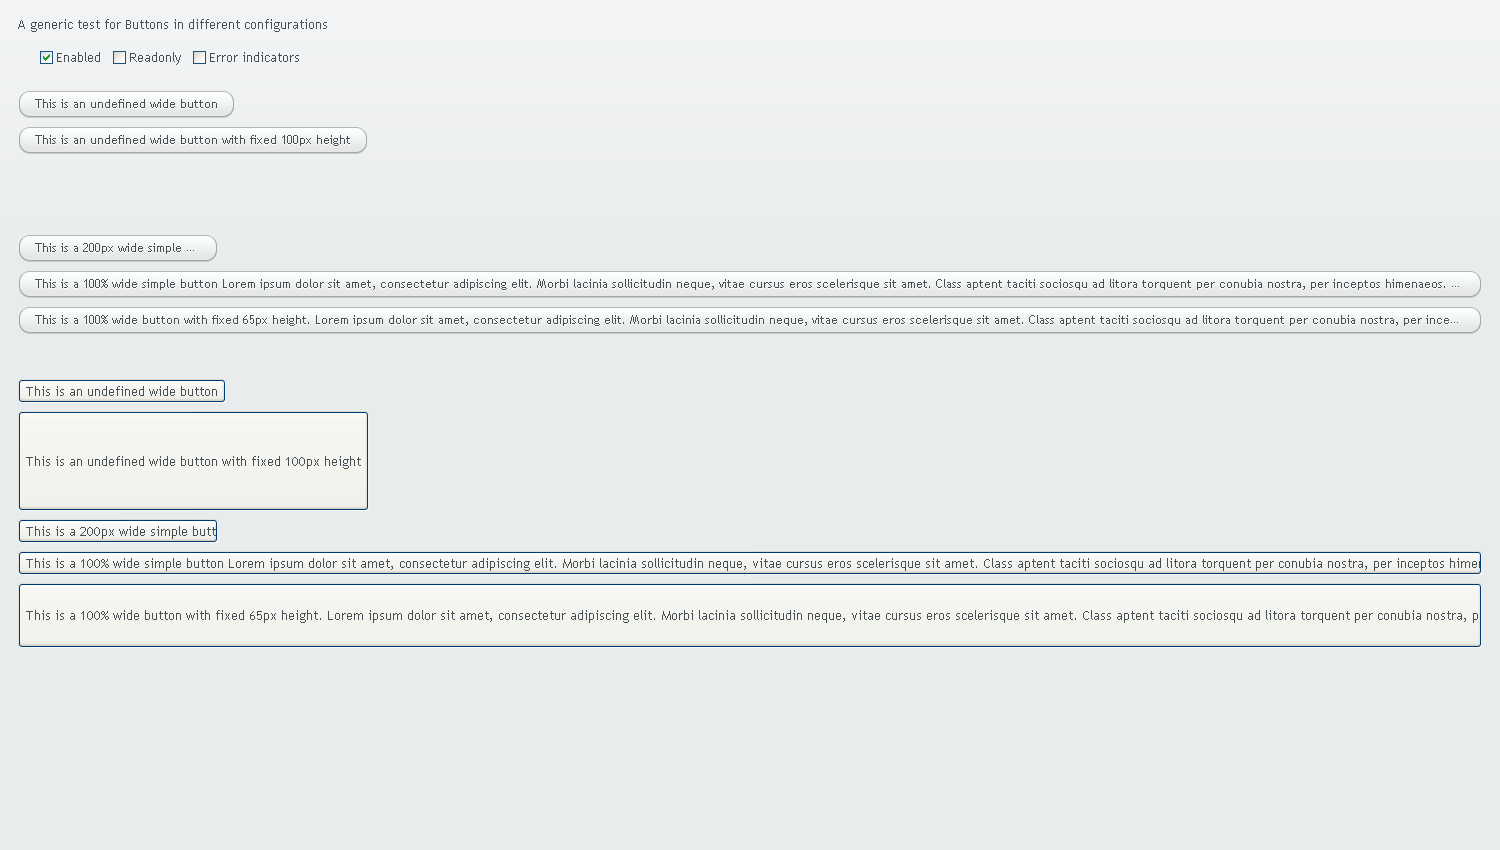 A generic test for Buttons in different configurations
Enabled Readonly Error indicators
This is an undefined wide button
This is an undefined wide button with fixed 100px height
This is a 200px wide simple ...
This is a 100% wide simple button Lorem ipsum dolor sit amet, consectetur adipiscing elit. Morbi lacinia sollicitudin neque, vitae cursus eros scelerisque sit amet. Class aptent taciti sociosqu ad litora torquent per conubia nostra, per inceptos himenaeos. ...
This is a 100% wide button with fixed 65px height. Lorem ipsum dolor sit amet, consectetur adipiscing elit. Morbi lacinia sollicitudin neque, vitae cursus eros scelerisque sit amet. Class aptent taciti sociosqu ad litora torquent per conubia nostra, per ince...
This is an undefined wide button
This is an undefined wide button with fixed 100px height
This is a 200px wide simple butt
This is a 100% wide simple button Lorem ipsum dolor sit amet, consectetur adipiscing elit. Morbi lacinia sollicitudin neque, vitae cursus eros scelerisque sit amet. Class aptent taciti sociosqu ad litora torquent per conubia nostra, per inceptos hime
This is a 100% wide button with fixed 65px height. Lorem ipsum dolor sit amet, consectetur adipiscing elit. Morbi lacinia sollicitudin neque, vitae cursus eros scelerisque sit amet. Class aptent taciti sociosqu ad litora torquent per conubia nostra, p